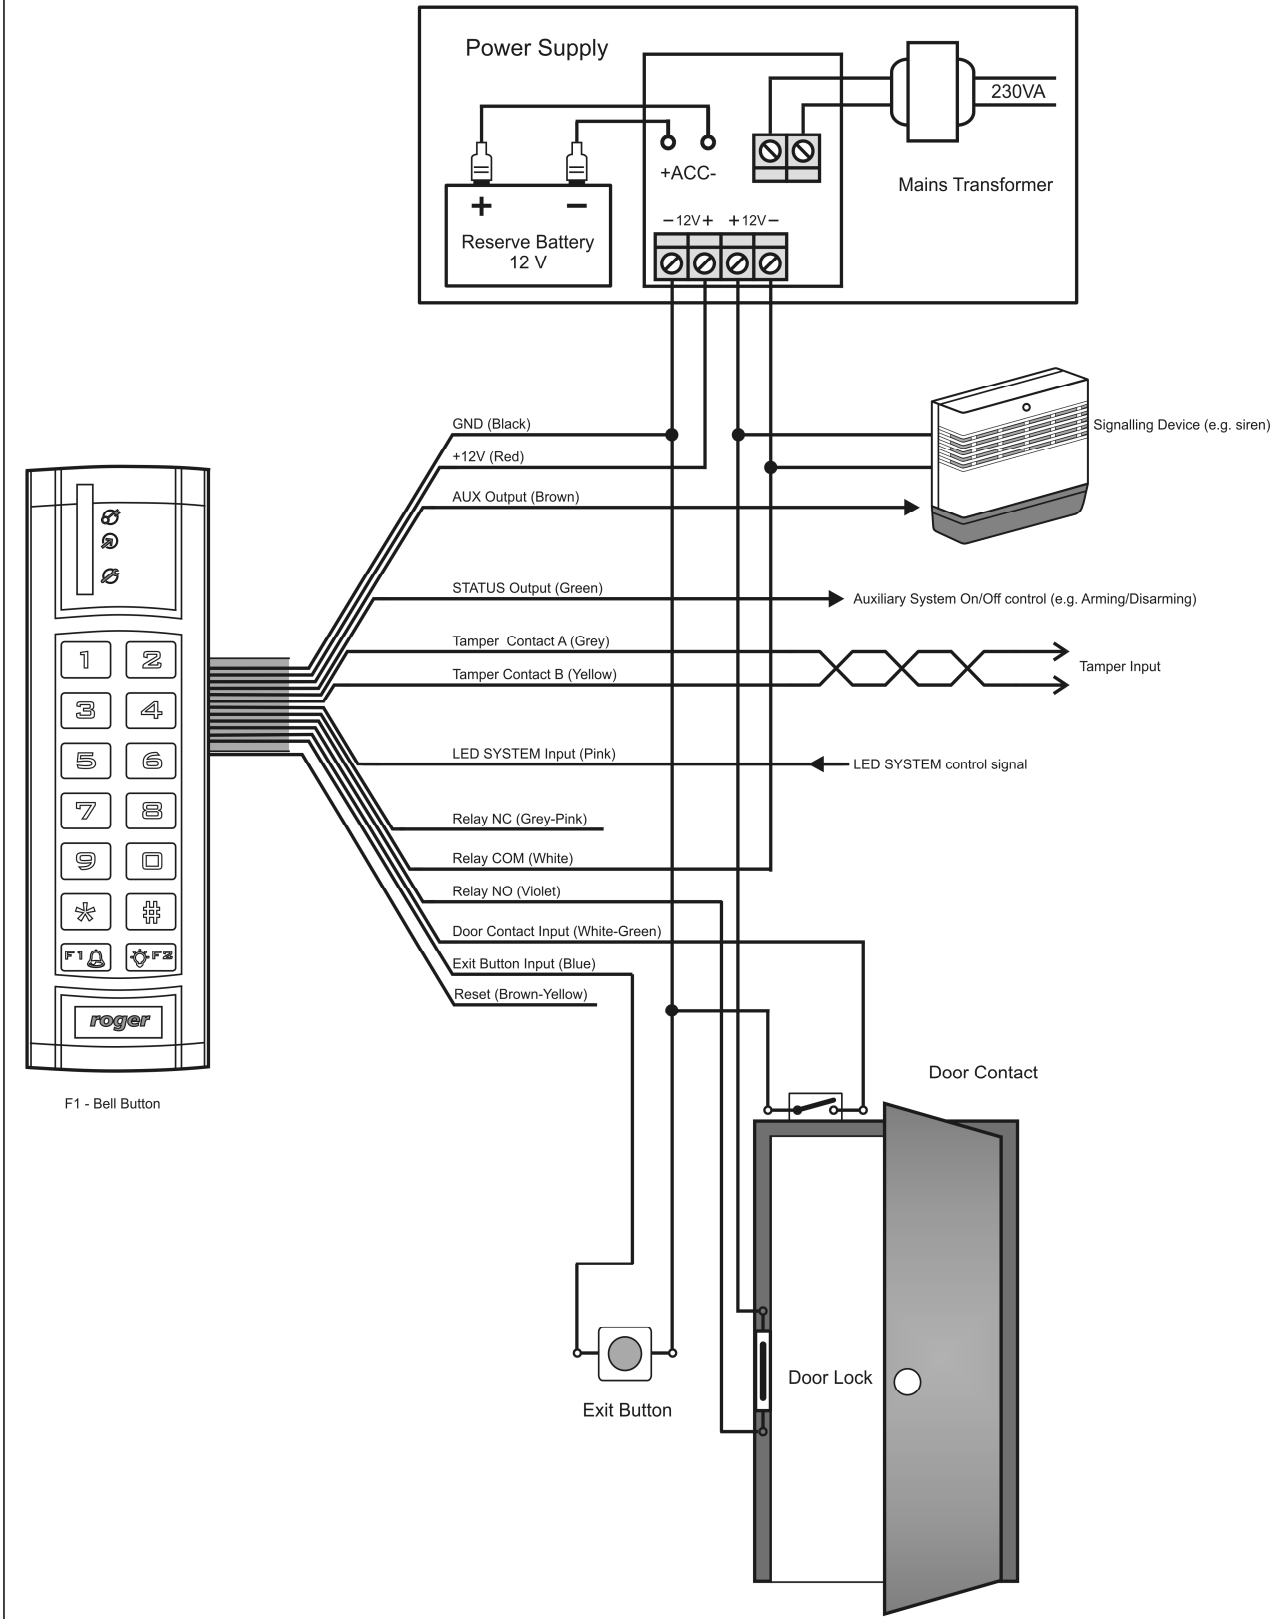 Power Supply
230VA
+ACC-
Mains Transformer
+ −
−12V+ +12V−
Reserve Battery
12 V
GND (Black)
Signalling Device (e.g. siren)
+12V (Red)
AUX Output (Brown)
STATUS Output (Green)
Auxiliary System On/Off control (e.g. Arming/Disarming)
Tamper Contact A (Grey)
Tamper Input
Tamper Contact B (Yellow)
LED SYSTEM Input (Pink)
LED SYSTEM control signal
Relay NC (Grey-Pink)
Relay COM (White)
Relay NO (Violet)
Door Contact Input (White-Green)
Exit Button Input (Blue)
Reset (Brown-Yellow)
1 2
3 4
5 6
7 8
9 0
* #
F1 F2
roger
F1 - Bell Button
Door Contact
Door Lock
Exit Button